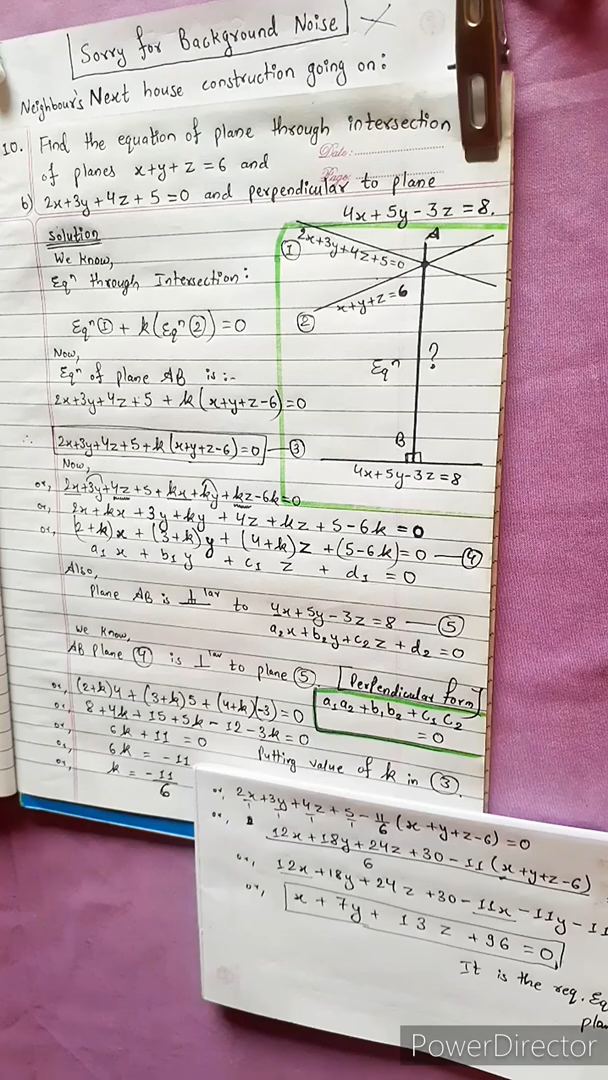 Sorry for Background Noise
Neighbour's Next house construction going on:
10. Find the equation of plane through intersection
Date:
of planes x+y+z=6 and
Page:
b) 2x+3y+4z+5=0 and perpendicular to plane
4x+5y-3z=8.
Solution
We know,
Eqⁿ through Intersection:
Eqⁿ① + k(Eqⁿ②) = 0
Now,
Eqⁿ of plane AB is:-
2x+3y+4z+5 + k(x+y+z-6)=0
∴ 2x+3y+4z+5+k(x+y+z-6)=0 — ③
A
① 2x+3y+4z+5=0
② x+y+z=6
Eqⁿ ?
B
4x+5y-3z=8
Now,
or, 2x+3y+4z+5+kx+ky+kz-6k=0
or, 2x+kx+3y+ky+4z+kz+5-6k=0
or, (2+k)x+(3+k)y+(4+k)z+(5-6k)=0 — ④
a₁x + b₁y + c₁z + d₁ = 0
Also,
Plane AB is ⊥lar to 4x+5y-3z=8 — ⑤
a₂x+b₂y+c₂z+d₂=0
We know,
AB Plane ④ is ⊥lar to plane ⑤.
[Perpendicular form]
a₁a₂+b₁b₂+c₁c₂
=0
or, (2+k)4+(3+k)5+(4+k)(-3)=0
or, 8+4k+15+5k-12-3k=0
or, 6k+11=0
or, 6k=-11
or, k=-11/6
Putting value of k in ③.
or, 2x+3y+4z+5-11/6(x+y+z-6)=0
or, 12x+18y+24z+30-11(x+y+z-6)
6
or, 12x+18y+24z+30-11x-11y-11
or, x+7y+13z+96=0,
It is the req. Eq
plan
PowerDirector